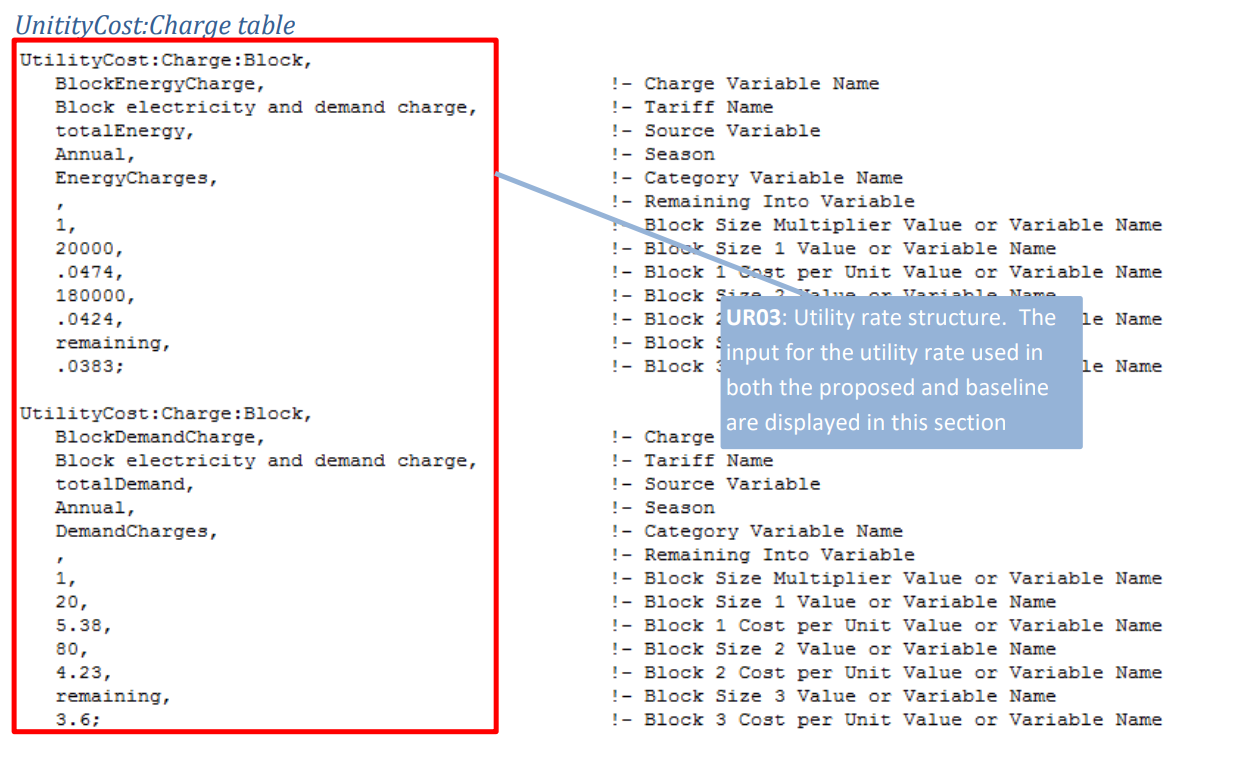 UnitityCost:Charge table
UtilityCost:Charge:Block,
BlockEnergyCharge, !- Charge Variable Name
Block electricity and demand charge, !- Tariff Name
totalEnergy, !- Source Variable
Annual, !- Season
EnergyCharges, !- Category Variable Name
, !- Remaining Into Variable
1, !- Block Size Multiplier Value or Variable Name
20000, !- Block Size 1 Value or Variable Name
.0474, !- Block 1 Cost per Unit Value or Variable Name
180000, !- Block Size 2 Value or Variable Name
.0424, !- Block 2 le Name
remaining, !- Block
.0383; !- Block 3 le Name
UR03: Utility rate structure. The
input for the utility rate used in
both the proposed and baseline
are displayed in this section
UtilityCost:Charge:Block,
BlockDemandCharge, !- Charge
Block electricity and demand charge, !- Tariff Name
totalDemand, !- Source Variable
Annual, !- Season
DemandCharges, !- Category Variable Name
, !- Remaining Into Variable
1, !- Block Size Multiplier Value or Variable Name
20, !- Block Size 1 Value or Variable Name
5.38, !- Block 1 Cost per Unit Value or Variable Name
80, !- Block Size 2 Value or Variable Name
4.23, !- Block 2 Cost per Unit Value or Variable Name
remaining, !- Block Size 3 Value or Variable Name
3.6; !- Block 3 Cost per Unit Value or Variable Name